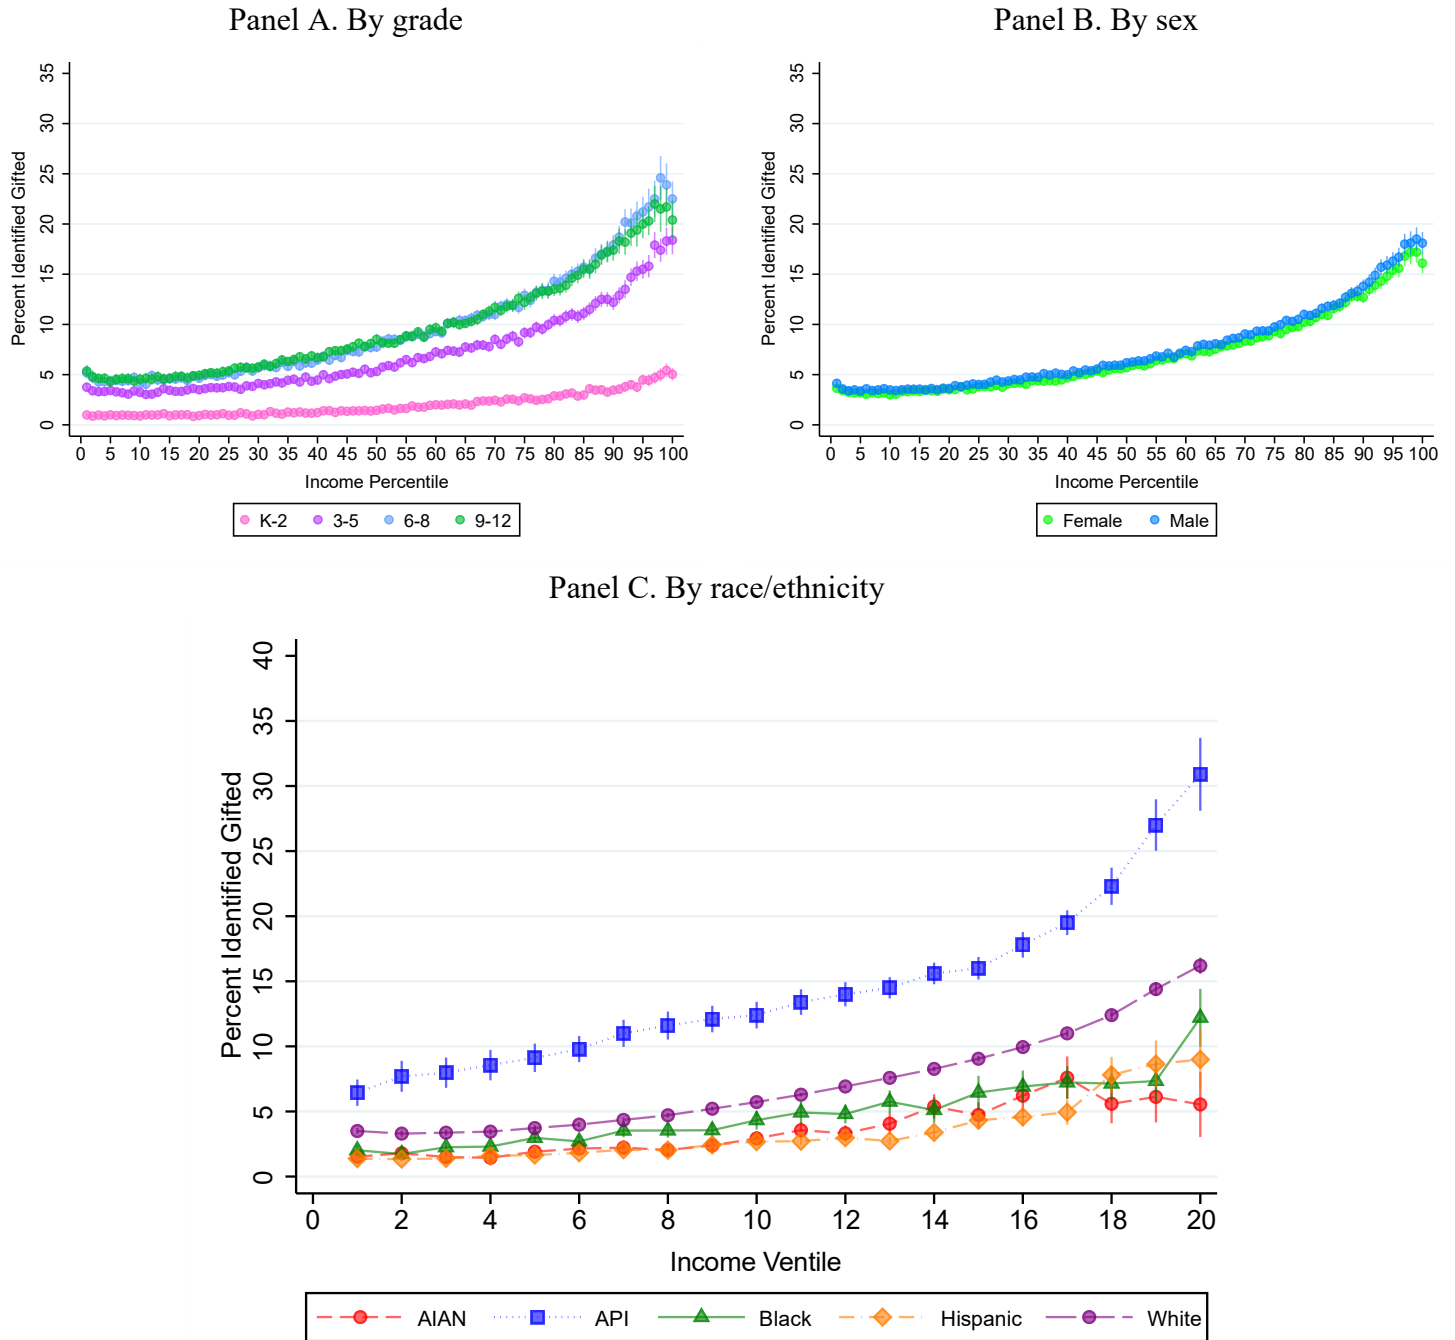 Panel A. By grade
Percent Identified Gifted
35
30
25
20
15
10
5
0
0 5 10 15 20 25 30 35 40 45 50 55 60 65 70 75 80 85 90 95 100
Income Percentile
K-2 3-5 6-8 9-12
Panel B. By sex
Percent Identified Gifted
35
30
25
20
15
10
5
0
0 5 10 15 20 25 30 35 40 45 50 55 60 65 70 75 80 85 90 95 100
Income Percentile
Female Male
Panel C. By race/ethnicity
Percent Identified Gifted
40
35
30
25
20
15
10
5
0
0 2 4 6 8 10 12 14 16 18 20
Income Ventile
AIAN API Black Hispanic White